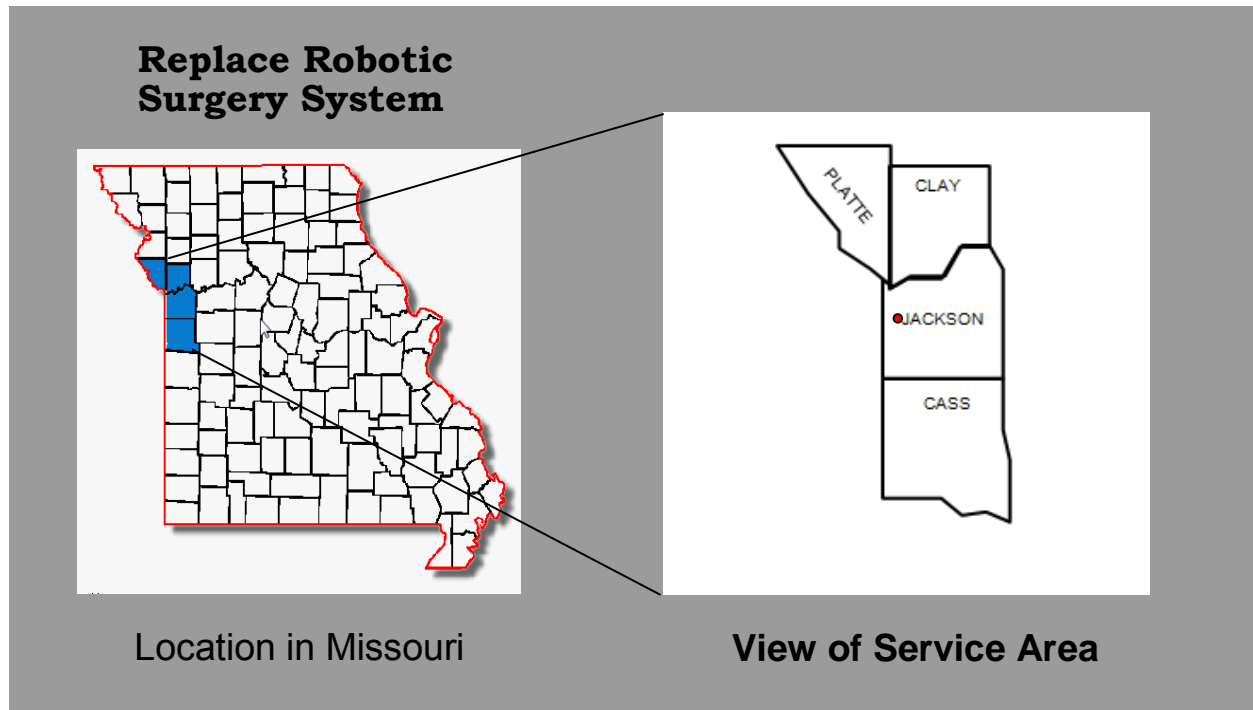 Replace Robotic
Surgery System
PLATTE
CLAY
JACKSON
CASS
Location in Missouri
View of Service Area